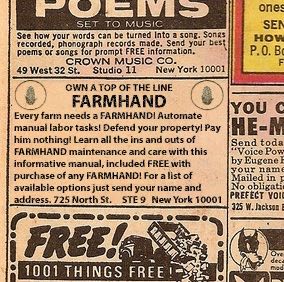 POEMS
SET TO MUSIC
See how your words can be turned into a song. Songs
recorded, phonograph records made. Send your best
poems or songs for prompt FREE information.
CROWN MUSIC CO.
49 West 32 St. Studio 11 New York 10001
OWN A TOP OF THE LINE
FARMHAND
Every farm needs a FARMHAND! Automate
manual labor tasks! Defend your property! Pay
him nothing! Learn all the ins and outs of
FARMHAND maintenance and care with this
informative manual, included FREE with
purchase of any FARMHAND! For a list of
available options just send your name and
address. 725 North St. STE 9 New York 10001
FREE!
1001 THINGS FREE!
ones
SEND
HOW
P.O. Bo
YOU C
HE-M
Send toda
"Voice Pow
by Eugene F
your name
Mailed in p
No obligatio
PREFECT VOI
325 W. Jackson B
Ove
deca
mod